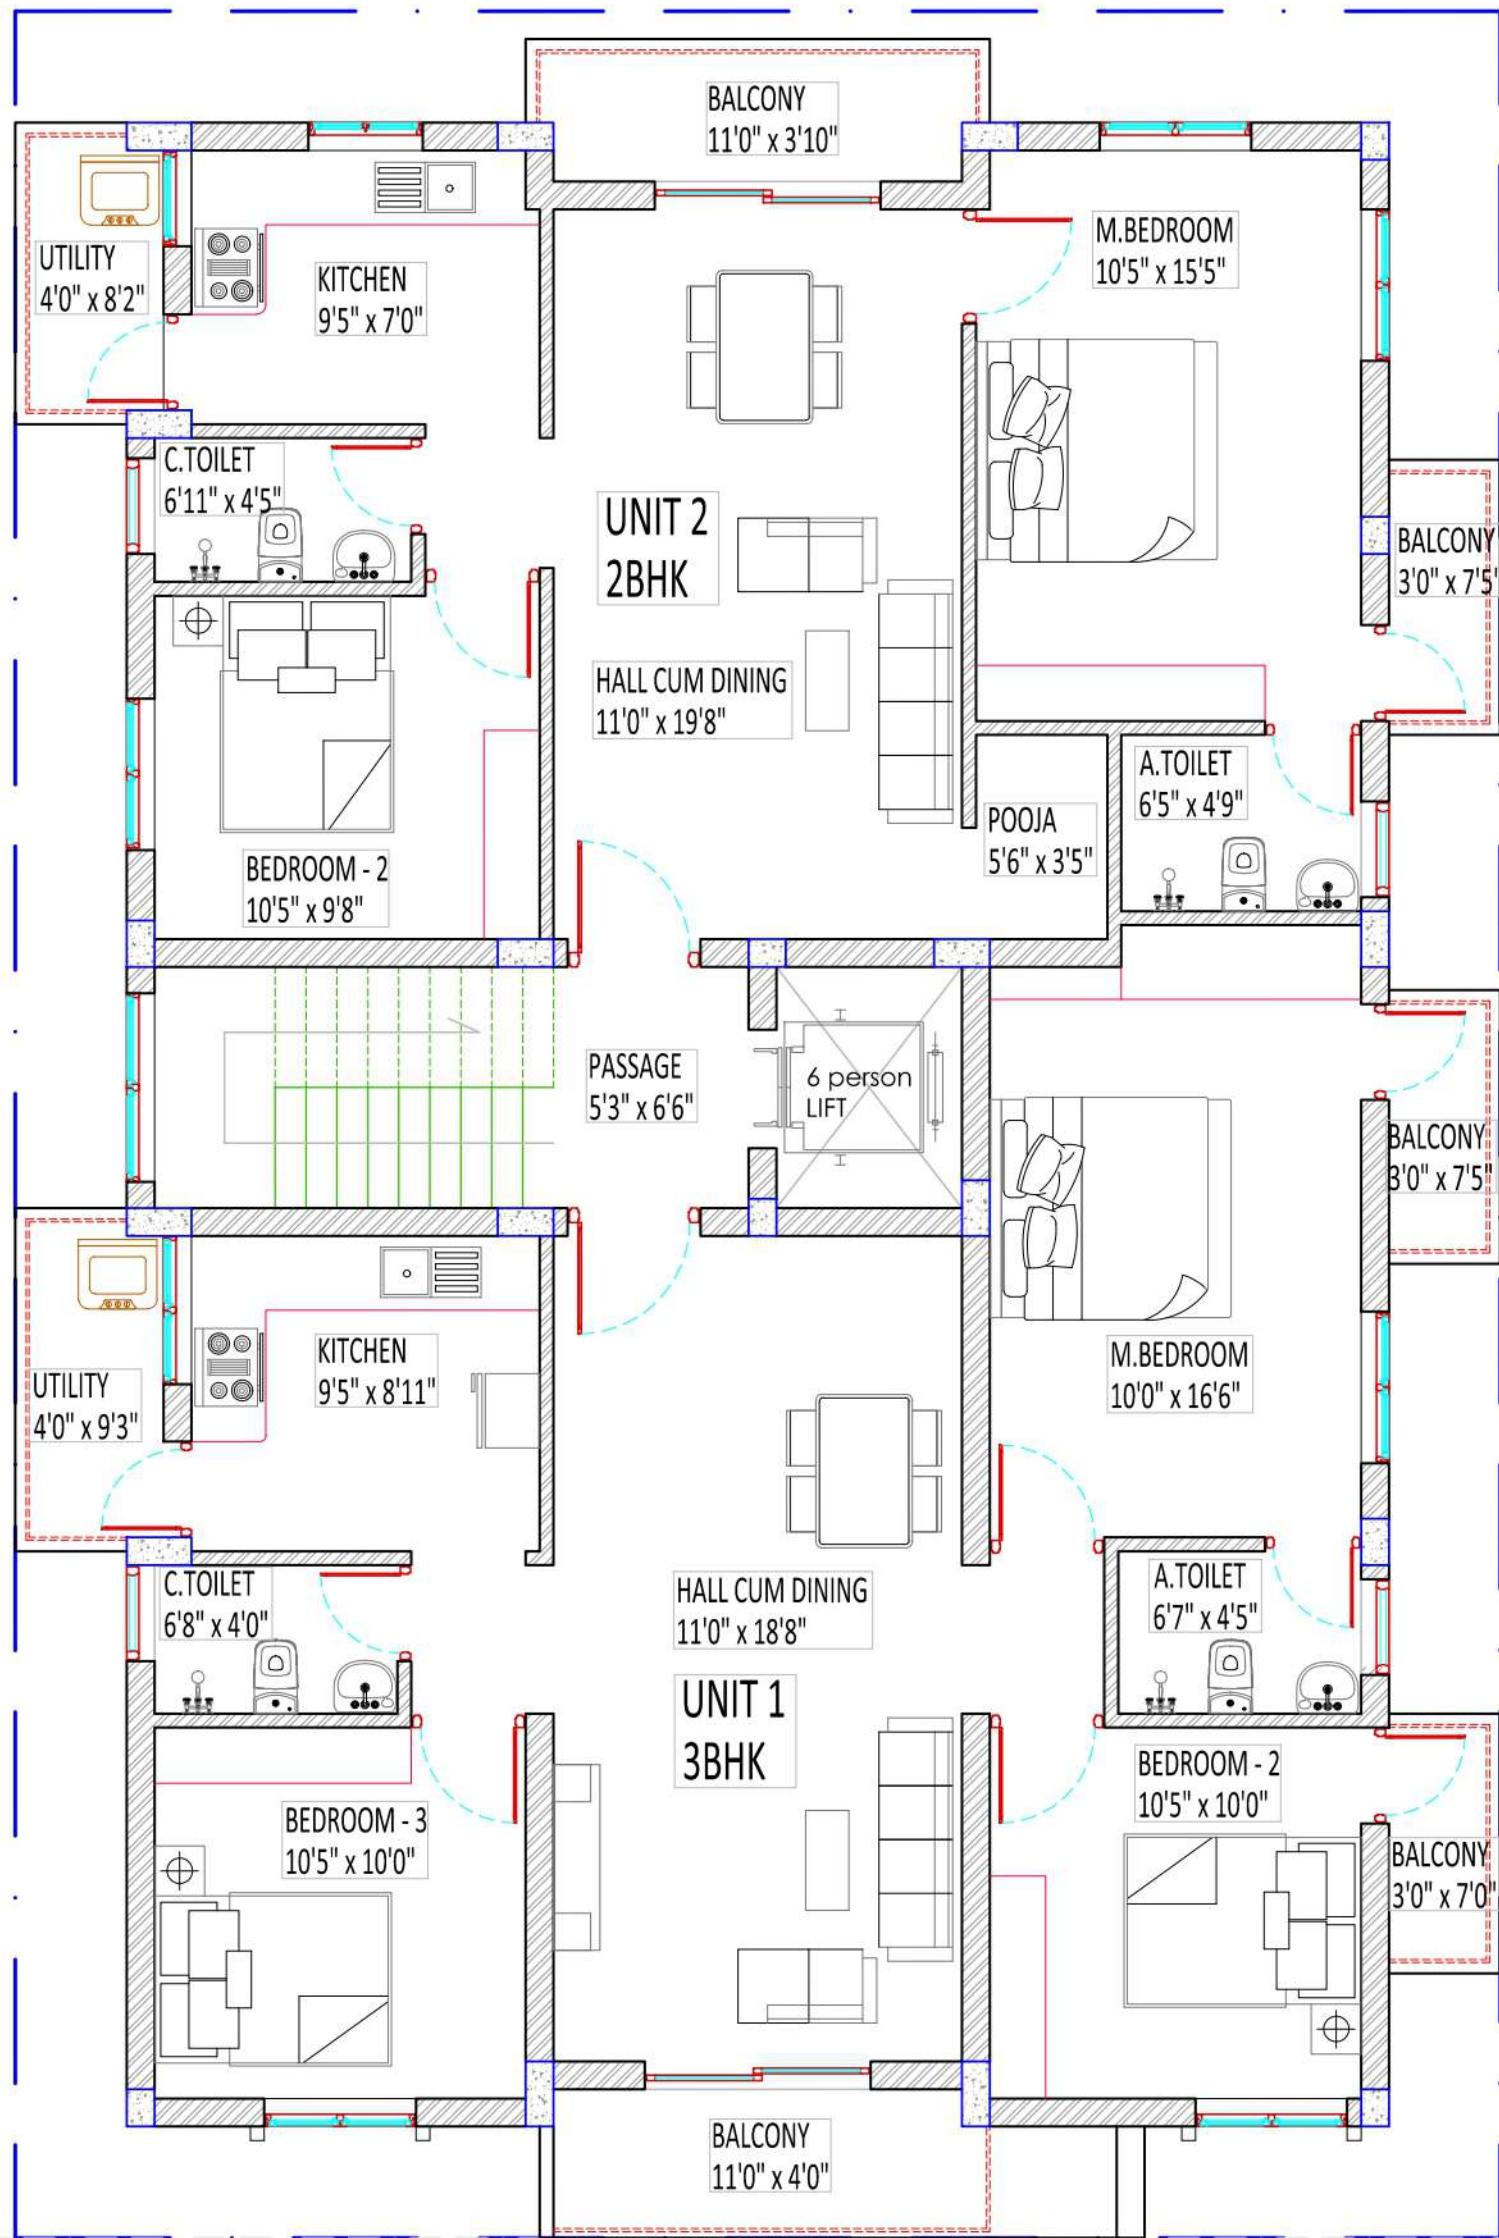 BALCONY
11'0" x 3'10"
M.BEDROOM
10'5" x 15'5"
UTILITY
4'0" x 8'2"
KITCHEN
9'5" x 7'0"
C.TOILET
6'11" x 4'5"
UNIT 2
2BHK
BALCONY
3'0" x 7'5"
HALL CUM DINING
11'0" x 19'8"
A.TOILET
6'5" x 4'9"
POOJA
5'6" x 3'5"
BEDROOM - 2
10'5" x 9'8"
PASSAGE
5'3" x 6'6"
6 person
LIFT
BALCONY
3'0" x 7'5"
KITCHEN
9'5" x 8'11"
M.BEDROOM
10'0" x 16'6"
UTILITY
4'0" x 9'3"
C.TOILET
6'8" x 4'0"
HALL CUM DINING
11'0" x 18'8"
A.TOILET
6'7" x 4'5"
UNIT 1
3BHK
BEDROOM - 2
10'5" x 10'0"
BEDROOM - 3
10'5" x 10'0"
BALCONY
3'0" x 7'0"
BALCONY
11'0" x 4'0"